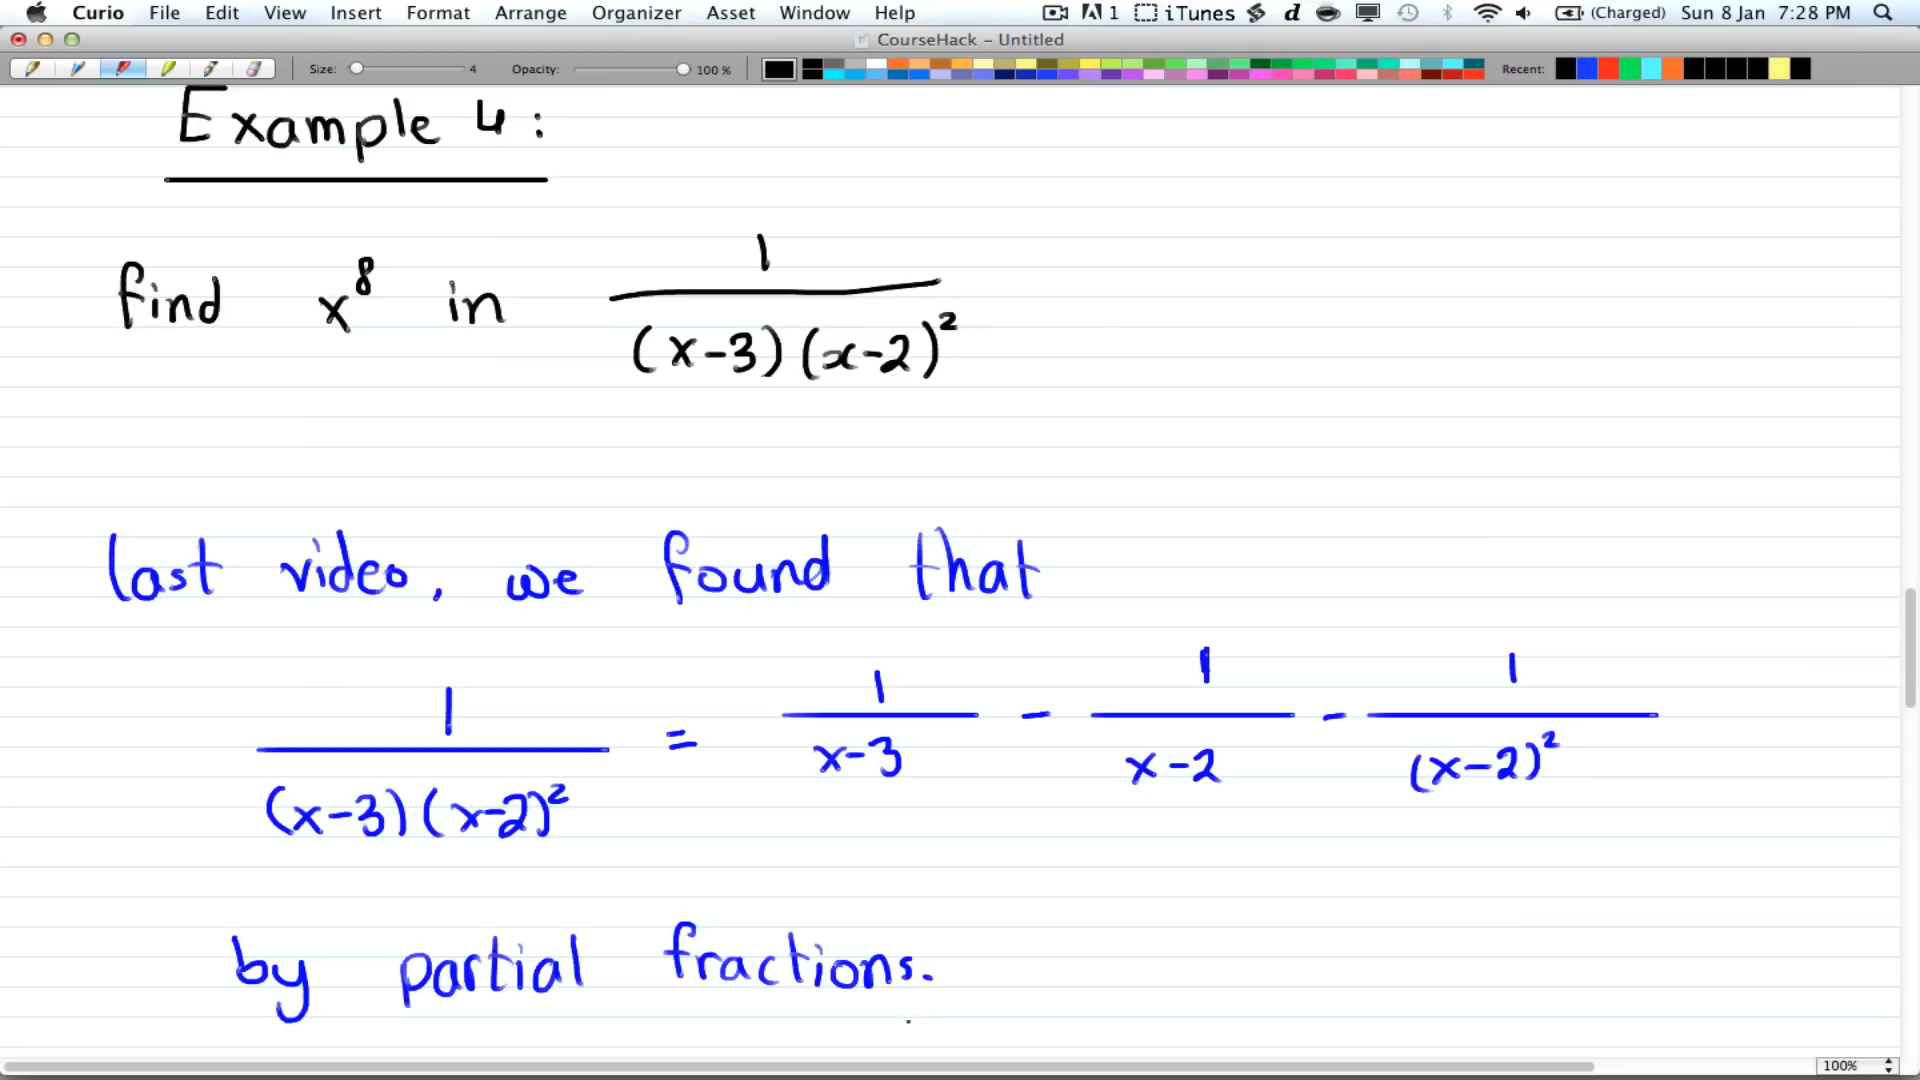 Curio File Edit View Insert Format Arrange Organizer Asset Window Help 1 iTunes d (Charged) Sun 8 Jan 7:28 PM
CourseHack – Untitled
Size: 4 Opacity: 100 % Recent:
Example 4:
find x^8 in 1/((x-3)(x-2)^2)
last video, we found that
1/((x-3)(x-2)^2) = 1/(x-3) - 1/(x-2) - 1/(x-2)^2
by partial fractions.
100%